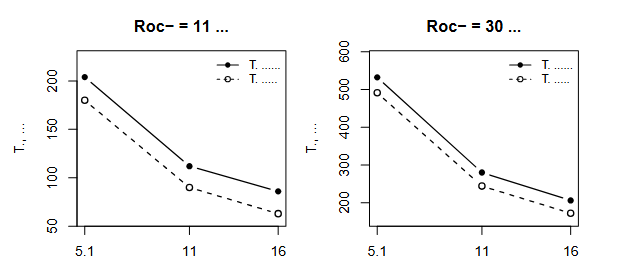 Roc− = 11 ...
T., ...
200
150
100
50
5.1
11
16
T. ......
T. .....
Roc− = 30 ...
T., ...
600
500
400
300
200
5.1
11
16
T. ......
T. .....